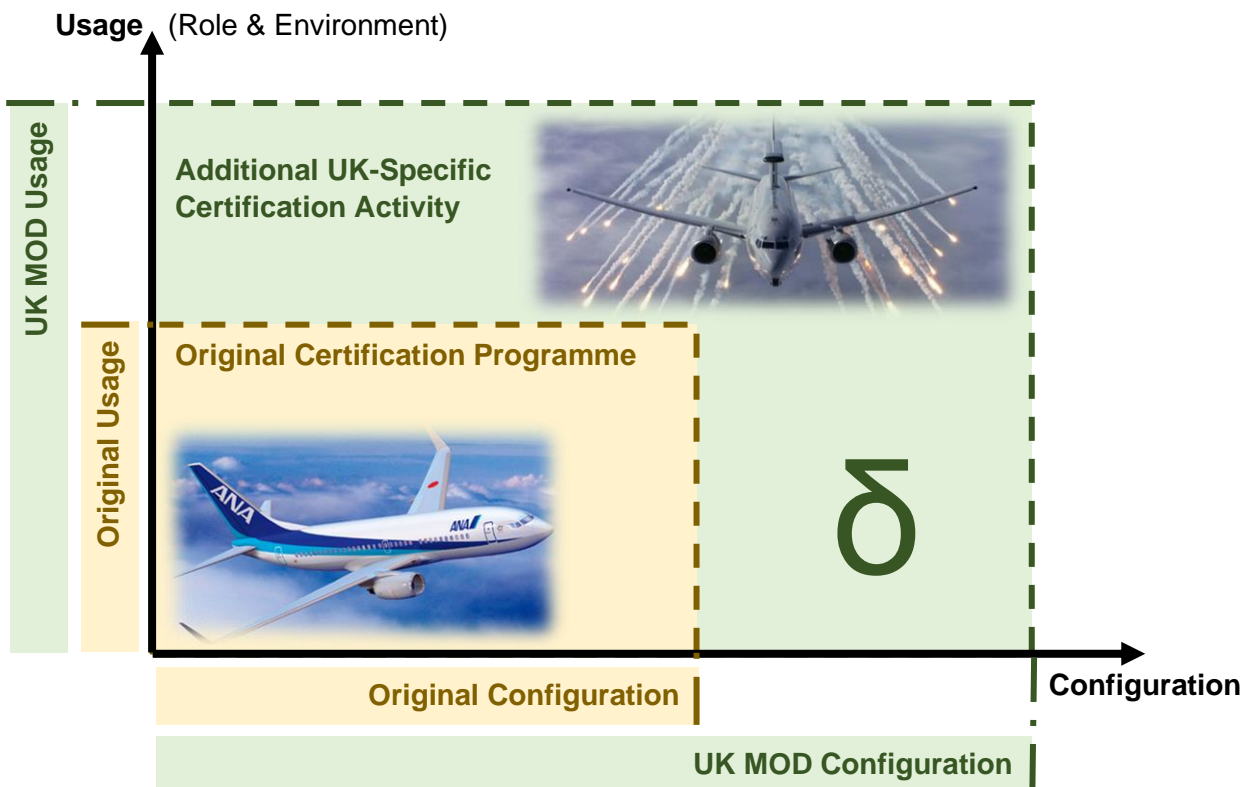 Usage (Role & Environment)
UK MOD Usage
Additional UK-Specific
Certification Activity
Original Usage
Original Certification Programme
ANA
ANA
δ
Configuration
Original Configuration
UK MOD Configuration